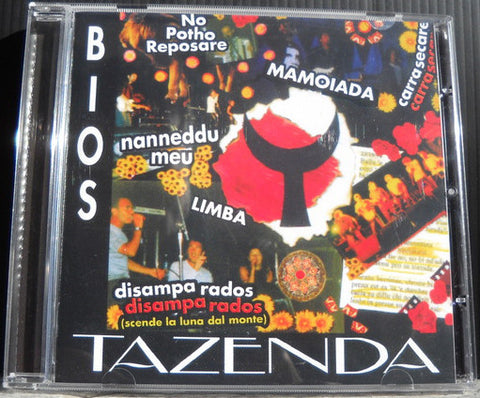 BIOS
No
Potho
Reposare
MAMOIADA
carrasecare
carrasecare
nanneddu
meu
LIMBA
disampa rados
disampa rados
(scende la luna dal monte)
TAZENDA